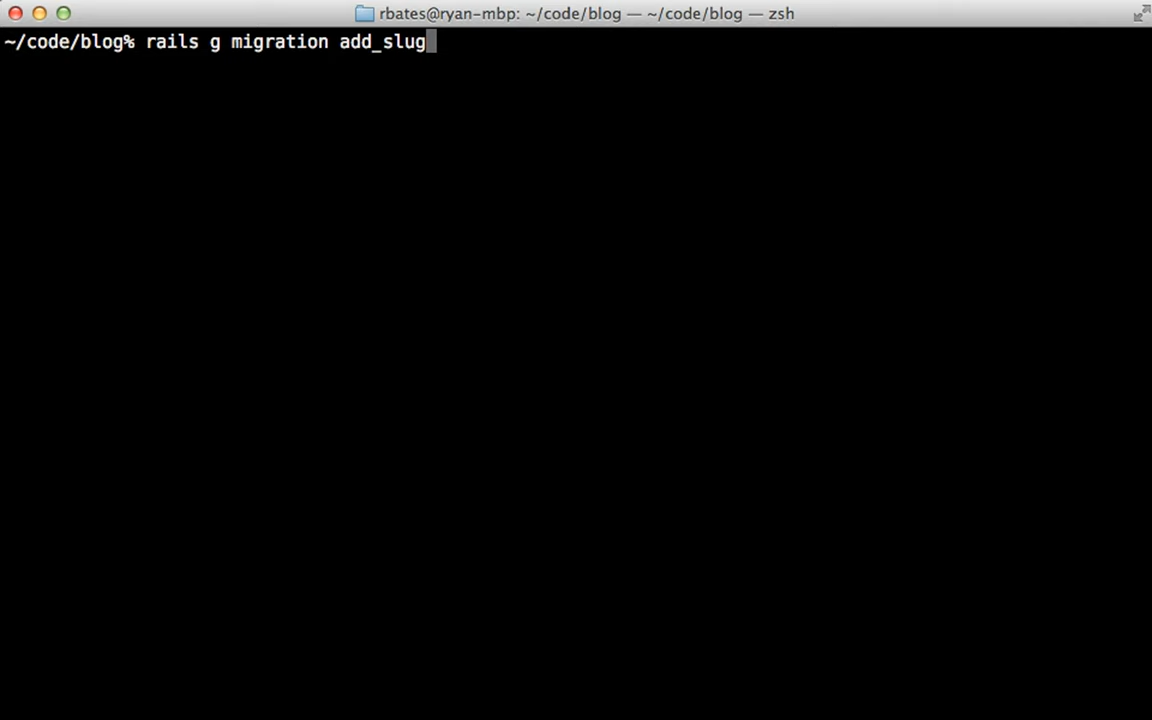 rbates@ryan-mbp: ~/code/blog — ~/code/blog — zsh
~/code/blog% rails g migration add_slug